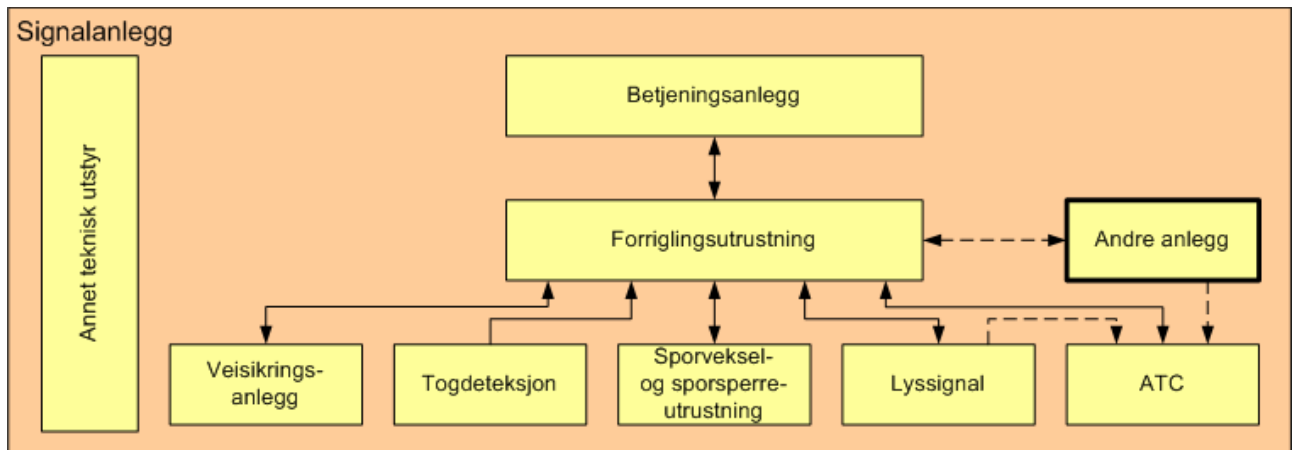 Signalanlegg
Annet teknisk utstyr
Betjeningsanlegg
Forriglingsutrustning
Andre anlegg
Veisikrings-
anlegg
Togdeteksjon
Sporveksel-
og sporsperre-
utrustning
Lyssignal
ATC